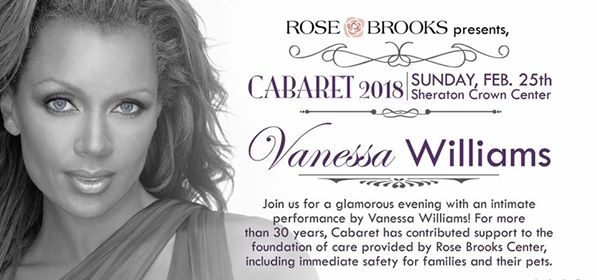 ROSE BROOKS presents,
CABARET 2018 | SUNDAY, FEB. 25th
Sheraton Crown Center
Vanessa Williams
Join us for a glamorous evening with an intimate
performance by Vanessa Williams! For more
than 30 years, Cabaret has contributed support to the
foundation of care provided by Rose Brooks Center,
including immediate safety for families and their pets.